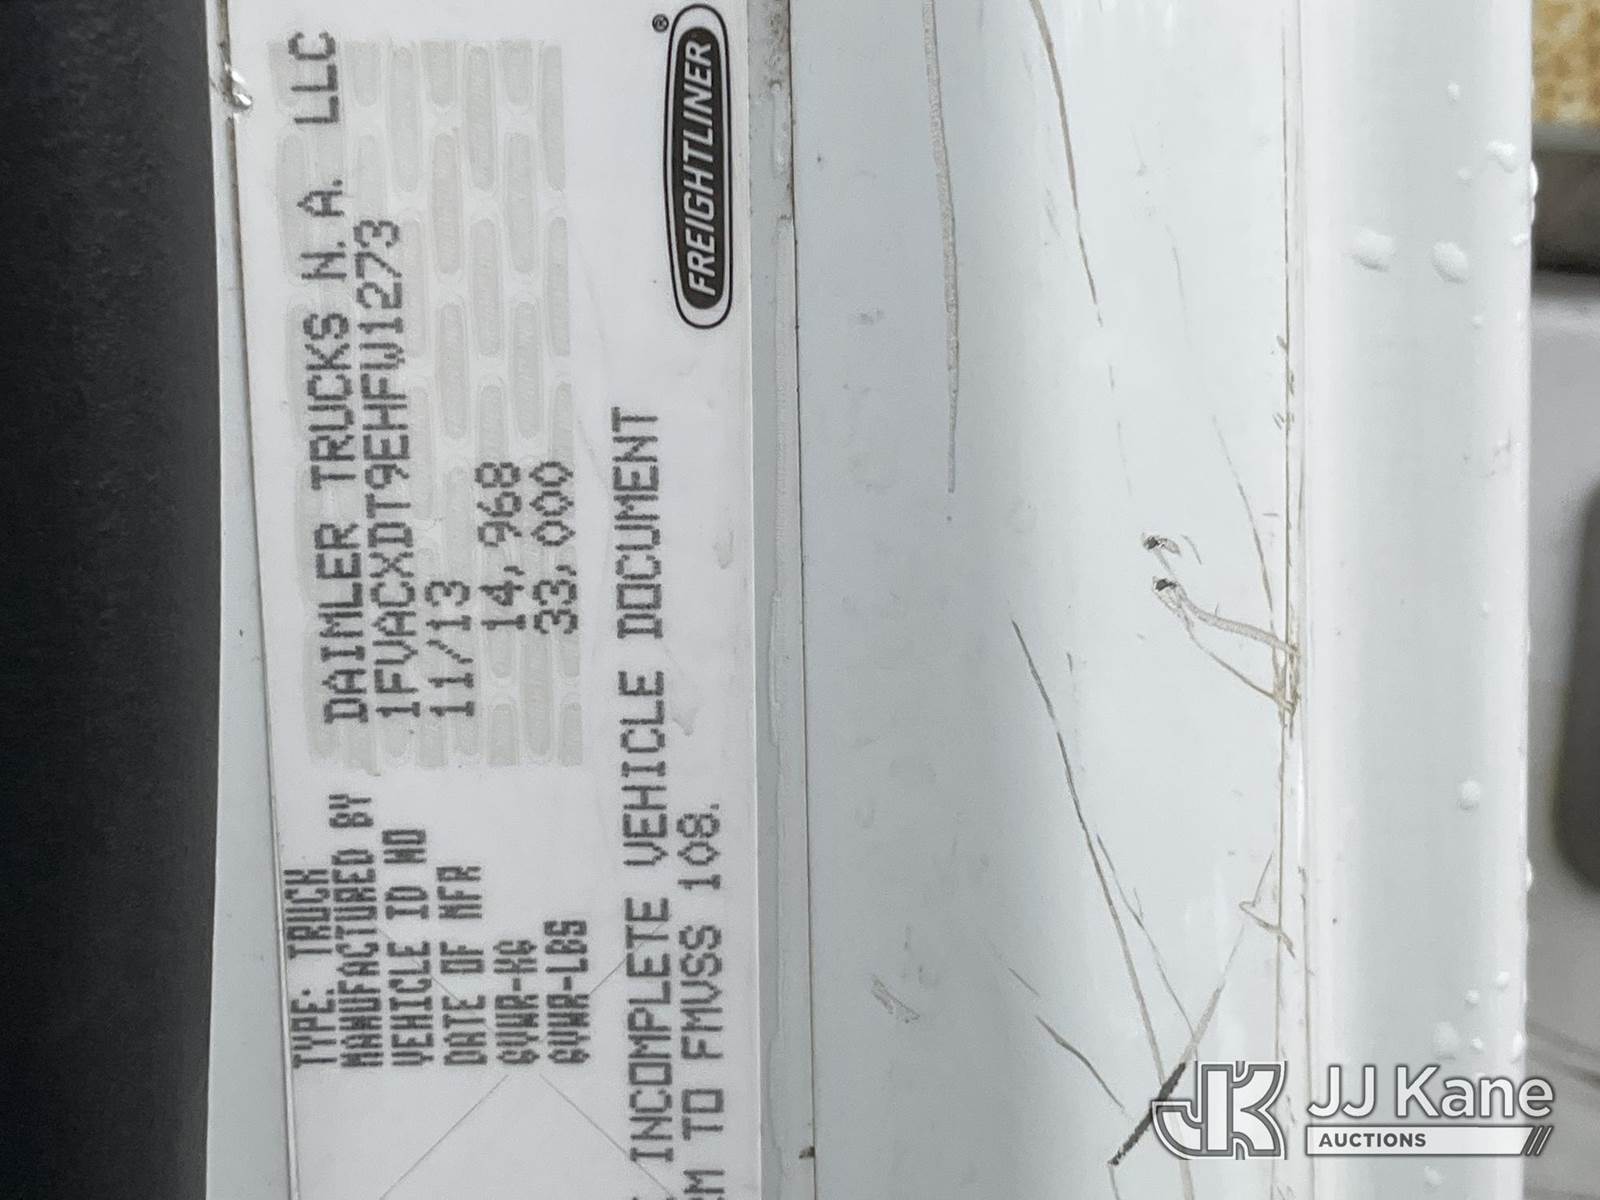 TYPE: TRUCK
MANUFACTURED BY DAIMLER TRUCKS N.A. LLC
VEHICLE ID NO 1FVACXDT9EHFW1273
DATE OF MFR 11/13
GVWR-KG 14,968
GVWR-LBS 33,000
INCOMPLETE VEHICLE DOCUMENT
TO FMVSS 108.
FREIGHTLINER®
JK JJ Kane
AUCTIONS